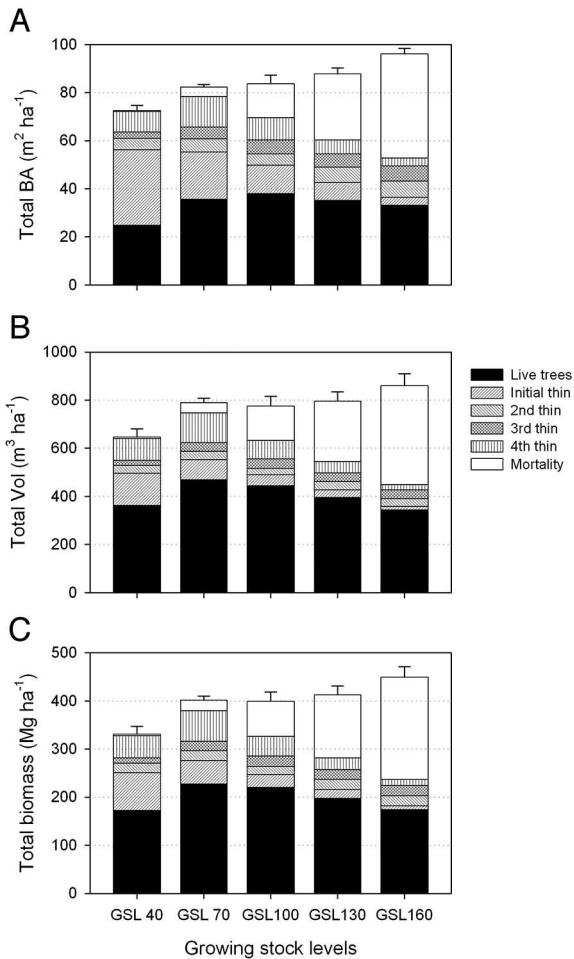 A
Total BA (m² ha⁻¹)
100
80
60
40
20
0
B
Total Vol (m³ ha⁻¹)
1000
800
600
400
200
0
Live trees
Initial thin
2nd thin
3rd thin
4th thin
Mortality
C
Total biomass (Mg ha⁻¹)
500
400
300
200
100
0
GSL 40 GSL 70 GSL100 GSL130 GSL160
Growing stock levels